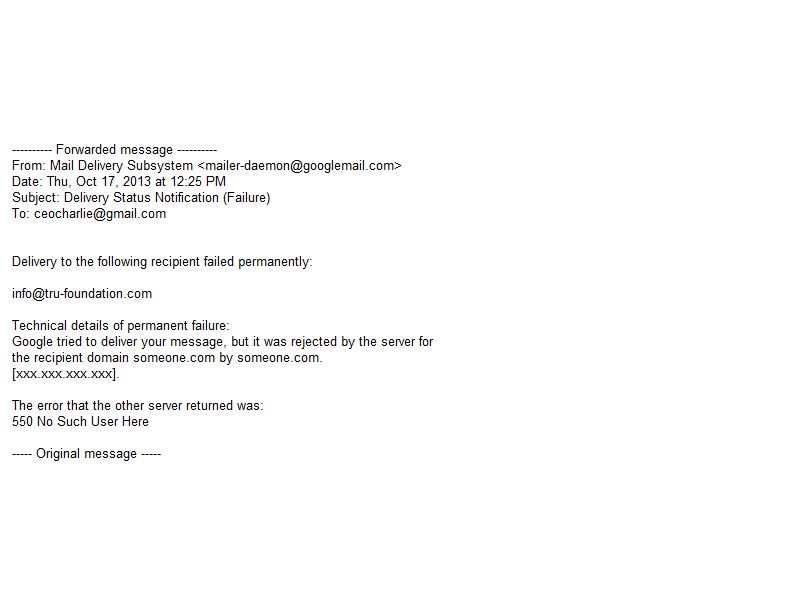 ---------- Forwarded message ----------
From: Mail Delivery Subsystem <mailer-daemon@googlemail.com>
Date: Thu, Oct 17, 2013 at 12:25 PM
Subject: Delivery Status Notification (Failure)
To: ceocharlie@gmail.com
Delivery to the following recipient failed permanently:
info@tru-foundation.com
Technical details of permanent failure:
Google tried to deliver your message, but it was rejected by the server for
the recipient domain someone.com by someone.com.
[xxx.xxx.xxx.xxx].
The error that the other server returned was:
550 No Such User Here
----- Original message -----